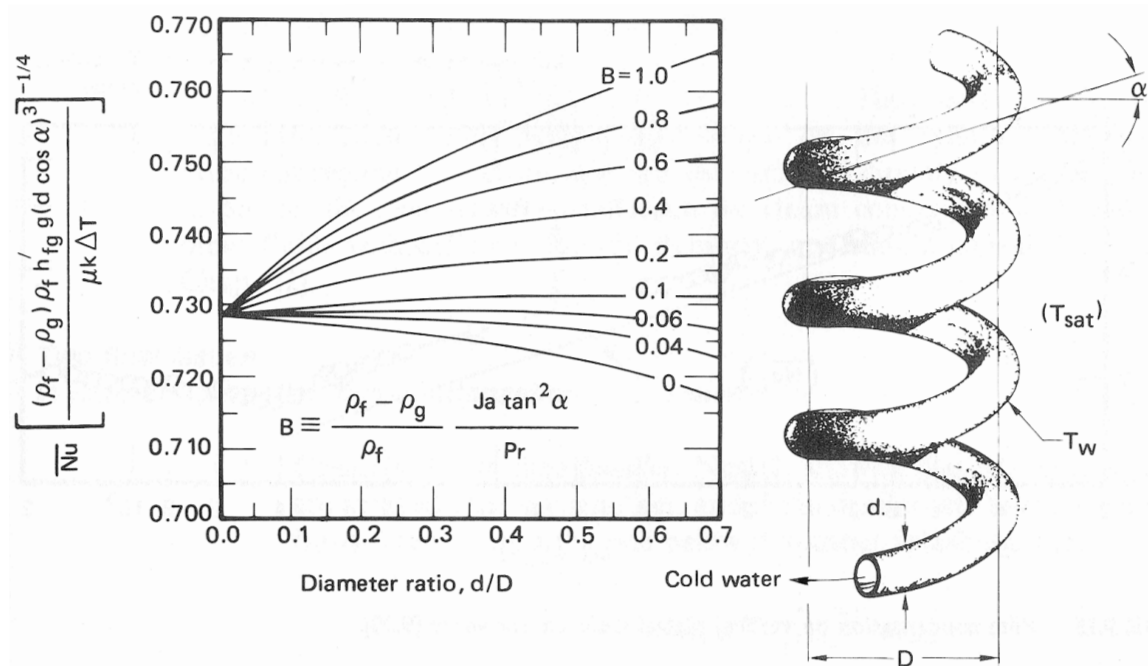 0.770
0.760
0.750
0.740
0.730
0.720
0.710
0.700
0.0 0.1 0.2 0.3 0.4 0.5 0.6 0.7
Diameter ratio, d/D
N̅u̅ [(ρf − ρg) ρf h′fg g(d cos α)³ / μk ΔT]^−1/4
B = 1.0
0.8
0.6
0.4
0.2
0.1
0.06
0.04
0
B ≡ (ρf − ρg) / ρf  Ja tan²α / Pr
α
(Tsat)
Tw
d
Cold water
D